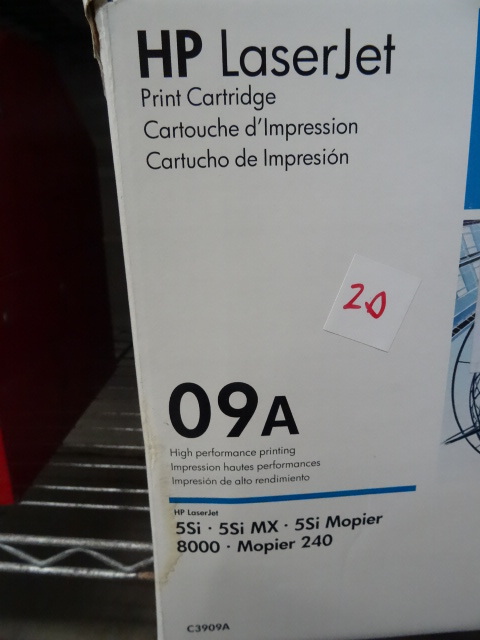 HP LaserJet
Print Cartridge
Cartouche d'Impression
Cartucho de Impresión
20
09A
High performance printing
Impression hautes performances
Impresión de alto rendimiento
HP LaserJet
5Si · 5Si MX · 5Si Mopier
8000 · Mopier 240
C3909A